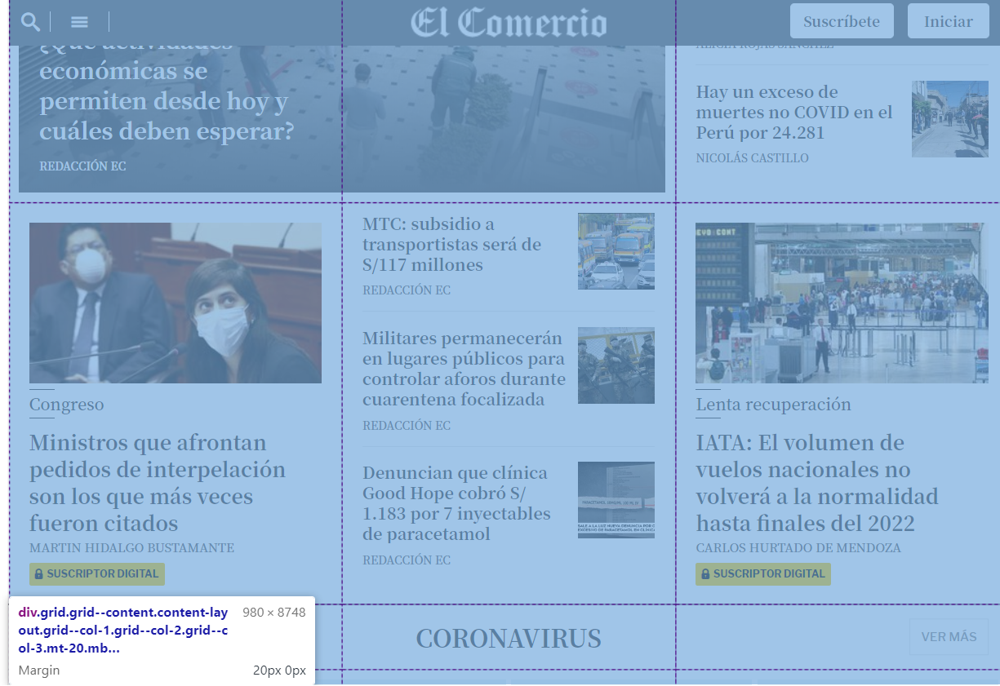 El Comercio
Suscríbete
Iniciar
¿Qué actividades
económicas se
permiten desde hoy y
cuáles deben esperar?
REDACCIÓN EC
Hay un exceso de
muertes no COVID en el
Perú por 24.281
NICOLÁS CASTILLO
Congreso
Ministros que afrontan
pedidos de interpelación
son los que más veces
fueron citados
MARTIN HIDALGO BUSTAMANTE
SUSCRIPTOR DIGITAL
MTC: subsidio a
transportistas será de
S/117 millones
REDACCIÓN EC
Militares permanecerán
en lugares públicos para
controlar aforos durante
cuarentena focalizada
REDACCIÓN EC
Denuncian que clínica
Good Hope cobró S/
1.183 por 7 inyectables
de paracetamol
REDACCIÓN EC
Lenta recuperación
IATA: El volumen de
vuelos nacionales no
volverá a la normalidad
hasta finales del 2022
CARLOS HURTADO DE MENDOZA
SUSCRIPTOR DIGITAL
div.grid.grid--content.content-lay
out.grid--col-1.grid--col-2.grid--c
ol-3.mt-20.mb...
980 × 8748
Margin
20px 0px
CORONAVIRUS
VER MÁS